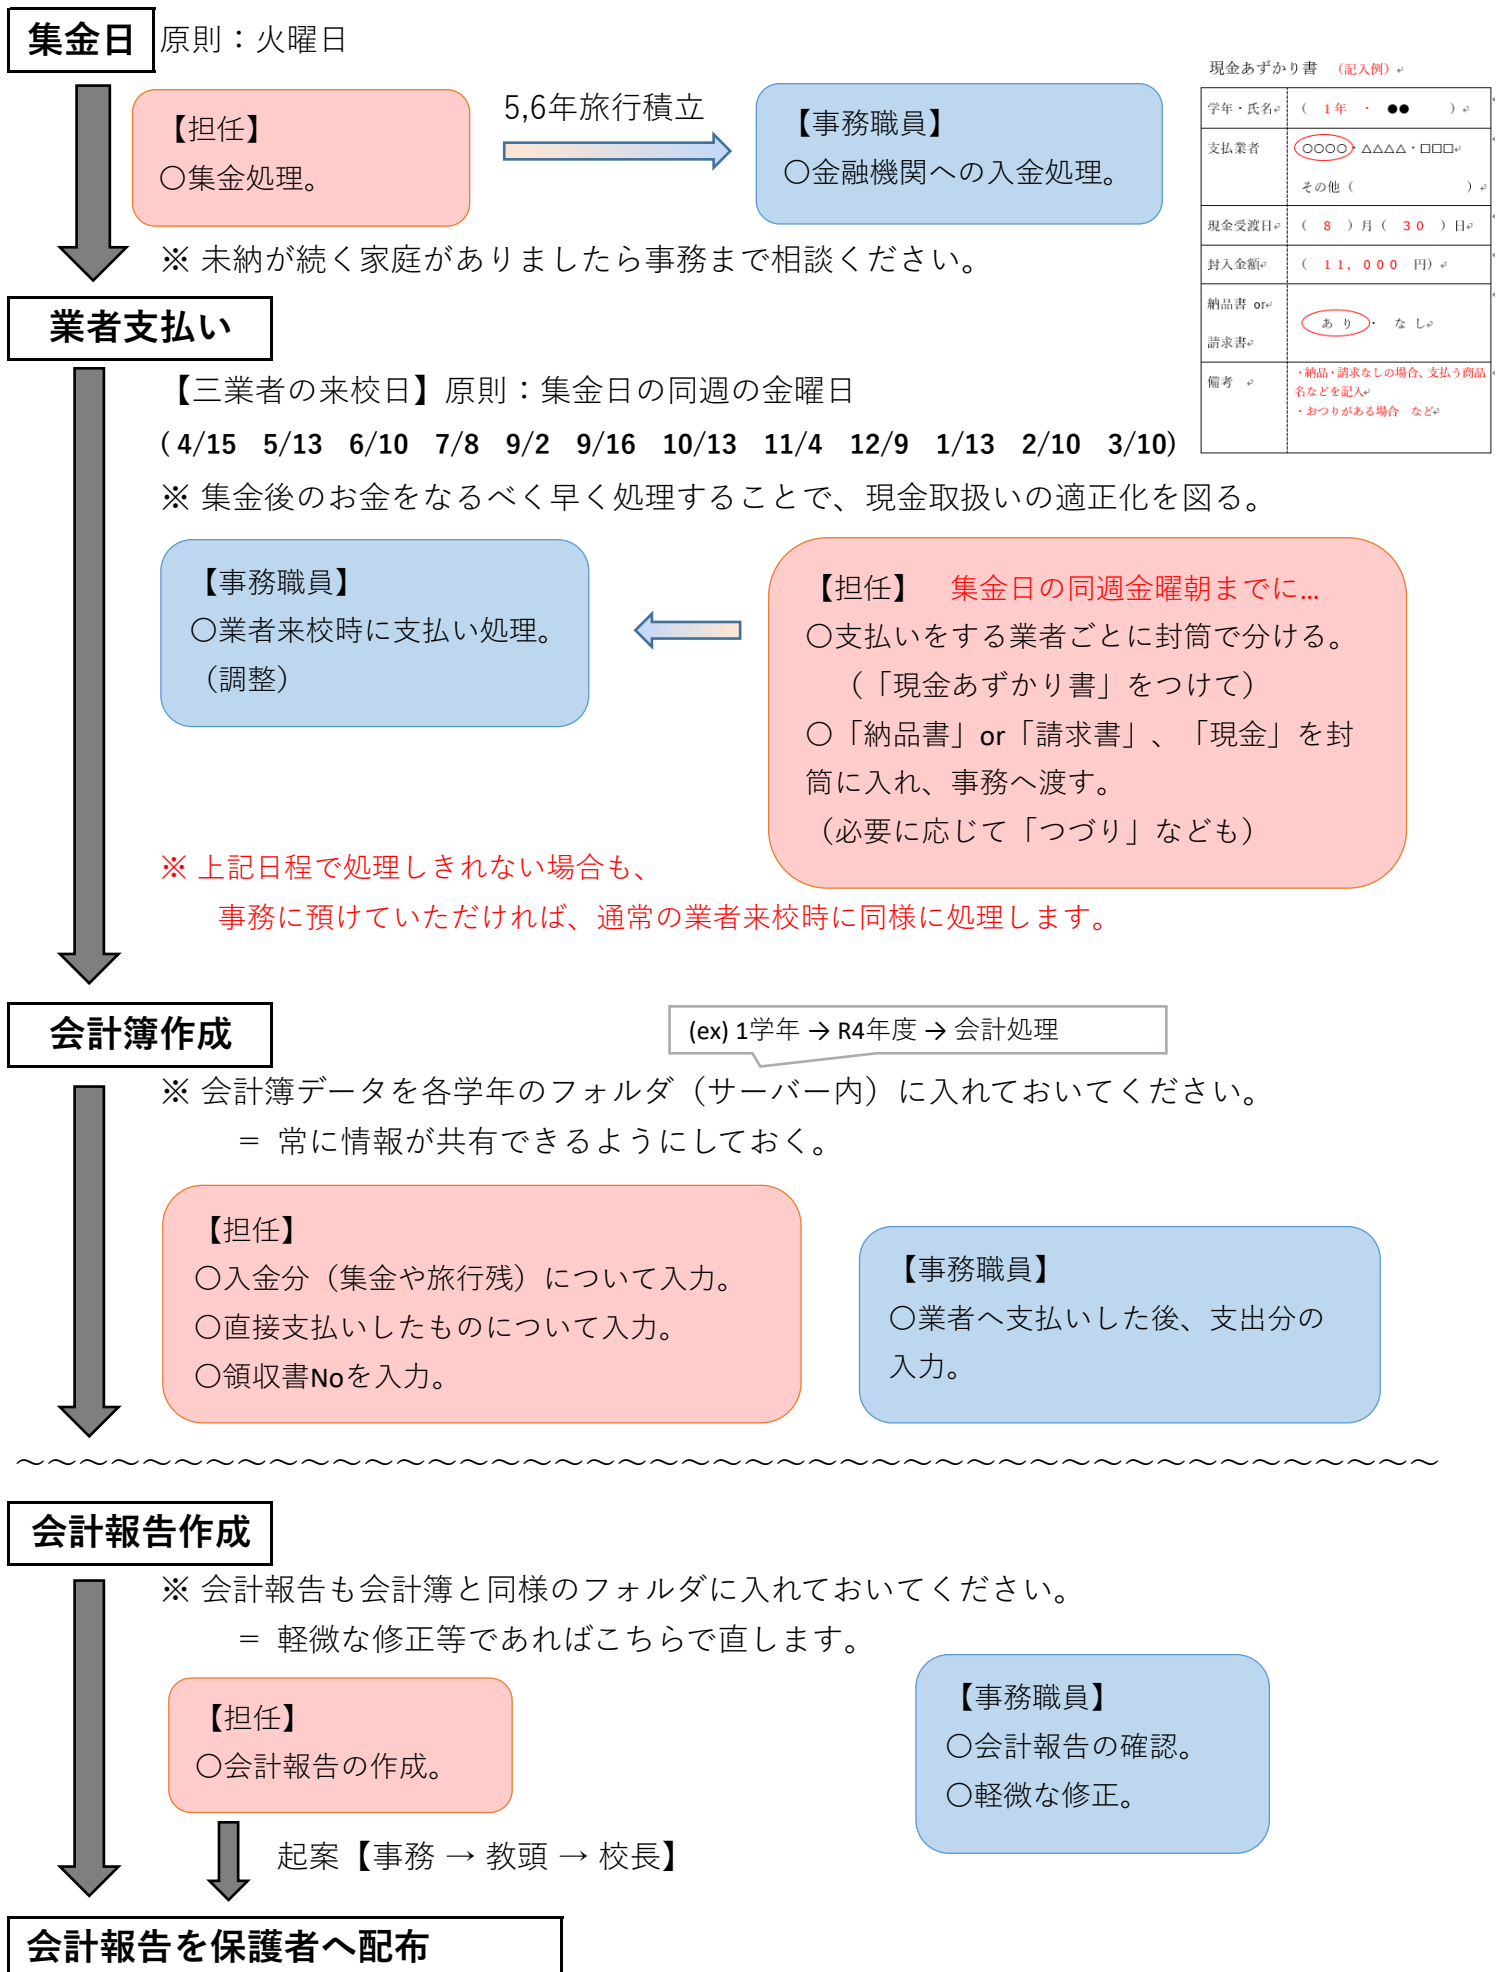 集金日 原則：火曜日
【担任】
〇集金処理。
5,6年旅行積立
【事務職員】
〇金融機関への入金処理。
※ 未納が続く家庭がありましたら事務まで相談ください。
現金あずかり書 （記入例）
学年・氏名 （ 1年 ・ ●● ）
支払業者 ○○○○・△△△△・□□□
その他（ ）
現金受渡日 （ 8 ）月（ 30 ）日
封入金額 （ 11，000 円）
納品書 or
請求書
あり ・ なし
備考
・納品・請求なしの場合、支払う商品
名などを記入
・おつりがある場合 など
業者支払い
【三業者の来校日】原則：集金日の同週の金曜日
( 4/15 5/13 6/10 7/8 9/2 9/16 10/13 11/4 12/9 1/13 2/10 3/10)
※ 集金後のお金をなるべく早く処理することで、現金取扱いの適正化を図る。
【事務職員】
〇業者来校時に支払い処理。
（調整）
【担任】 集金日の同週金曜朝までに…
〇支払いをする業者ごとに封筒で分ける。
（「現金あずかり書」をつけて）
〇「納品書」or「請求書」、「現金」を封
筒に入れ、事務へ渡す。
（必要に応じて「つづり」なども）
※ 上記日程で処理しきれない場合も、
事務に預けていただければ、通常の業者来校時に同様に処理します。
会計簿作成
(ex) 1学年 → R4年度 → 会計処理
※ 会計簿データを各学年のフォルダ（サーバー内）に入れておいてください。
＝ 常に情報が共有できるようにしておく。
【担任】
〇入金分（集金や旅行残）について入力。
〇直接支払いしたものについて入力。
〇領収書Noを入力。
【事務職員】
〇業者へ支払いした後、支出分の
入力。
～～～～～～～～～～～～～～～～～～～～～～～～～～～～～～～～～～～～～～～～～～～～～
会計報告作成
※ 会計報告も会計簿と同様のフォルダに入れておいてください。
＝ 軽微な修正等であればこちらで直します。
【担任】
〇会計報告の作成。
【事務職員】
〇会計報告の確認。
〇軽微な修正。
起案【事務 → 教頭 → 校長】
会計報告を保護者へ配布